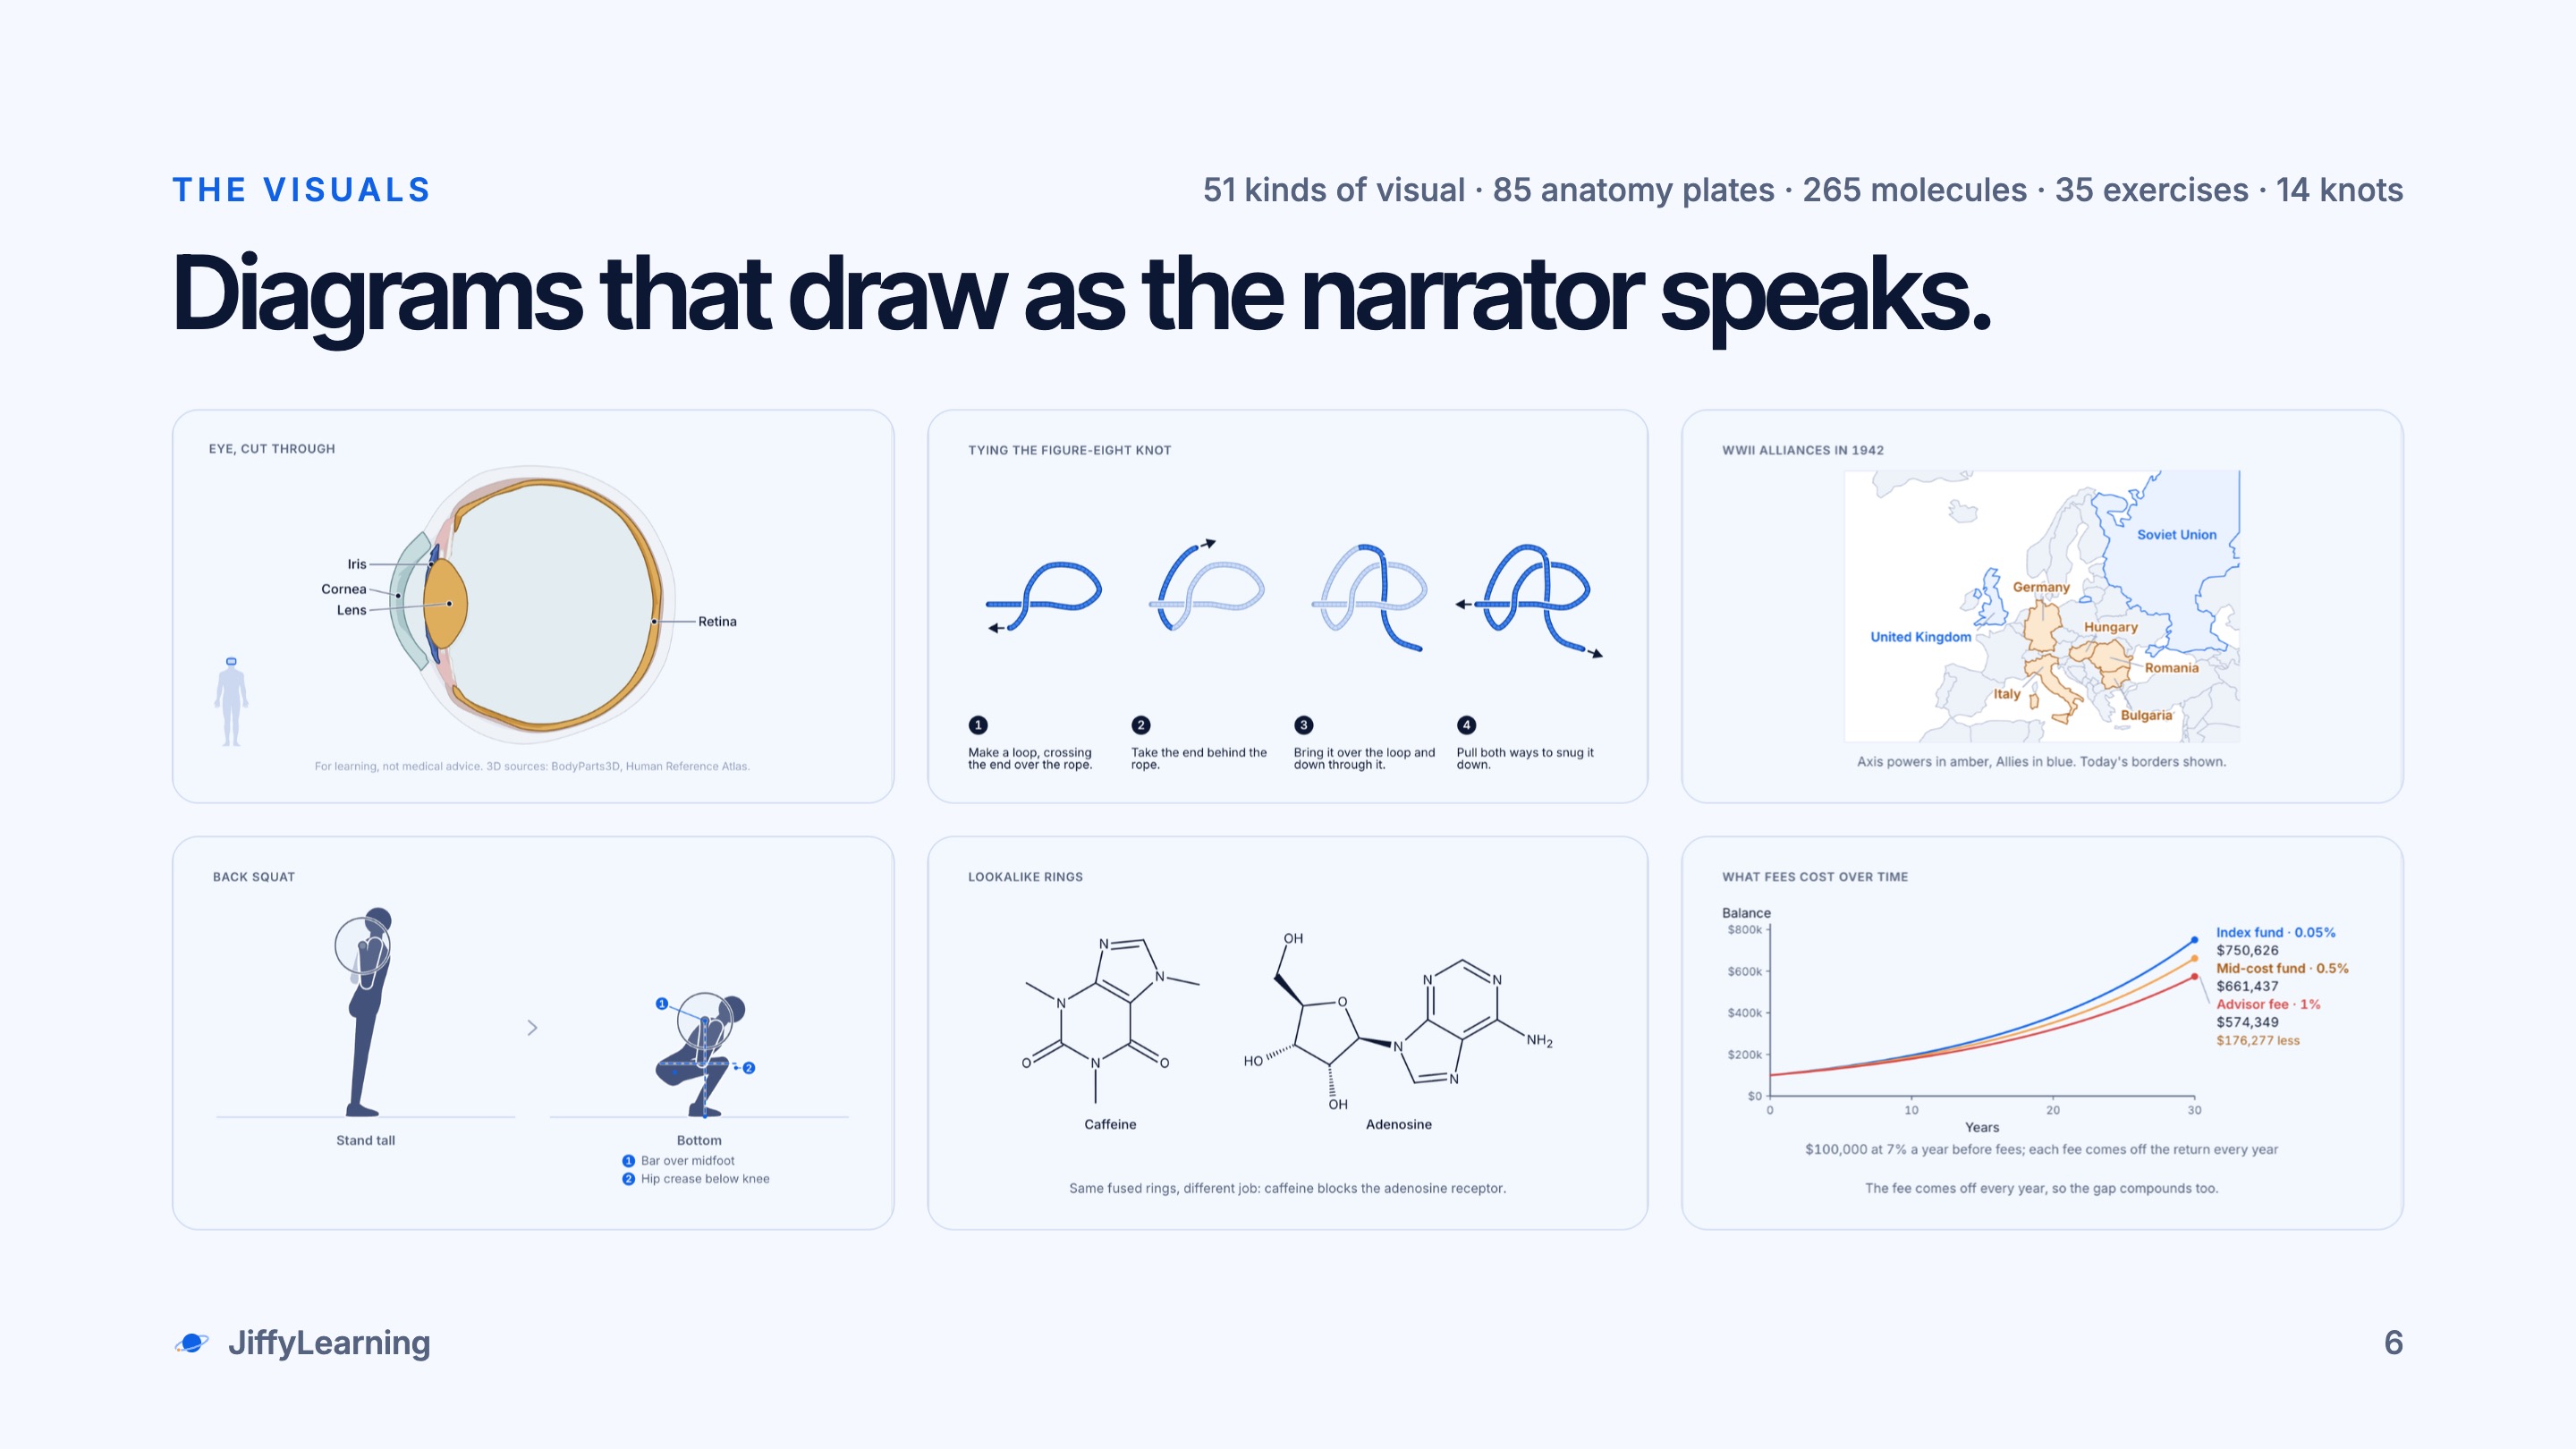 THE VISUALS
51 kinds of visual · 85 anatomy plates · 265 molecules · 35 exercises · 14 knots
Diagrams that draw as the narrator speaks.
EYE, CUT THROUGH
Iris
Cornea
Lens
Retina
For learning, not medical advice. 3D sources: BodyParts3D, Human Reference Atlas.
TYING THE FIGURE-EIGHT KNOT
1
Make a loop, crossing
the end over the rope.
2
Take the end behind the
rope.
3
Bring it over the loop and
down through it.
4
Pull both ways to snug it
down.
WWII ALLIANCES IN 1942
Soviet Union
Germany
United Kingdom
Hungary
Romania
Italy
Bulgaria
Axis powers in amber, Allies in blue. Today's borders shown.
BACK SQUAT
1
2
Stand tall
Bottom
1 Bar over midfoot
2 Hip crease below knee
LOOKALIKE RINGS
N
N
N
N
O
O
Caffeine
OH
O
HO
OH
N
N
N
N
NH2
Adenosine
Same fused rings, different job: caffeine blocks the adenosine receptor.
WHAT FEES COST OVER TIME
Balance
$800k
$600k
$400k
$200k
$0
0
10
20
30
Years
Index fund · 0.05%
$750,626
Mid-cost fund · 0.5%
$661,437
Advisor fee · 1%
$574,349
$176,277 less
$100,000 at 7% a year before fees; each fee comes off the return every year
The fee comes off every year, so the gap compounds too.
JiffyLearning
6